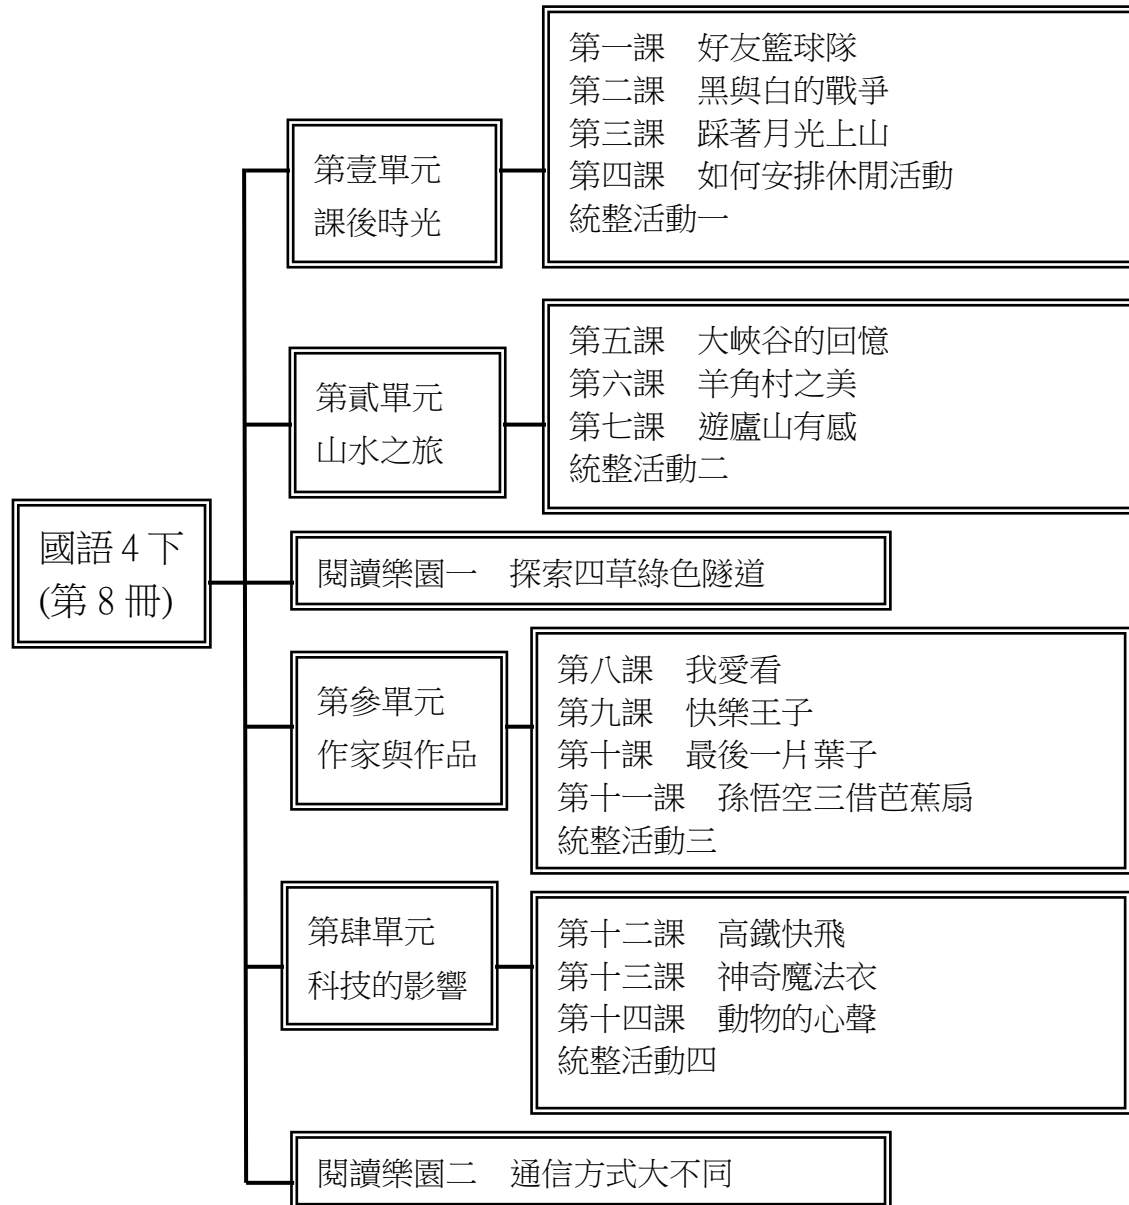 國語 4 下
(第 8 冊)
第壹單元
課後時光
第一課　好友籃球隊
第二課　黑與白的戰爭
第三課　踩著月光上山
第四課　如何安排休閒活動
統整活動一
第貳單元
山水之旅
第五課　大峽谷的回憶
第六課　羊角村之美
第七課　遊廬山有感
統整活動二
閱讀樂園一　探索四草綠色隧道
第參單元
作家與作品
第八課　我愛看
第九課　快樂王子
第十課　最後一片葉子
第十一課　孫悟空三借芭蕉扇
統整活動三
第肆單元
科技的影響
第十二課　高鐵快飛
第十三課　神奇魔法衣
第十四課　動物的心聲
統整活動四
閱讀樂園二　通信方式大不同